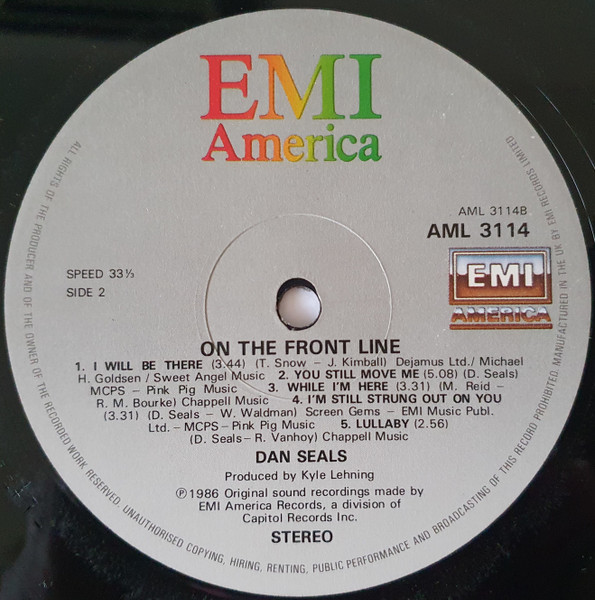 EMI
America
AML 3114B
AML 3114
SPEED 33⅓
SIDE 2
EMI
AMERICA
ON THE FRONT LINE
1. I WILL BE THERE (3.44) (T. Snow – J. Kimball) Dejamus Ltd./ Michael
H. Goldsen / Sweet Angel Music 2. YOU STILL MOVE ME (5.08) (D. Seals)
MCPS – Pink Pig Music 3. WHILE I'M HERE (3.31) (M. Reid –
R. M. Bourke) Chappell Music 4. I'M STILL STRUNG OUT ON YOU
(3.31) (D. Seals – W. Waldman) Screen Gems – EMI Music Publ.
Ltd. – MCPS – Pink Pig Music 5. LULLABY (2.56)
(D. Seals – R. Vanhoy) Chappell Music
DAN SEALS
Produced by Kyle Lehning
℗ 1986 Original sound recordings made by
EMI America Records, a division of
Capitol Records Inc.
STEREO
ALL RIGHTS OF THE PRODUCER AND OF THE OWNER OF THE RECORDED WORK RESERVED. UNAUTHORISED COPYING, HIRING, RENTING, PUBLIC PERFORMANCE AND BROADCASTING OF THIS RECORD PROHIBITED. MANUFACTURED IN THE UK BY EMI RECORDS LIMITED